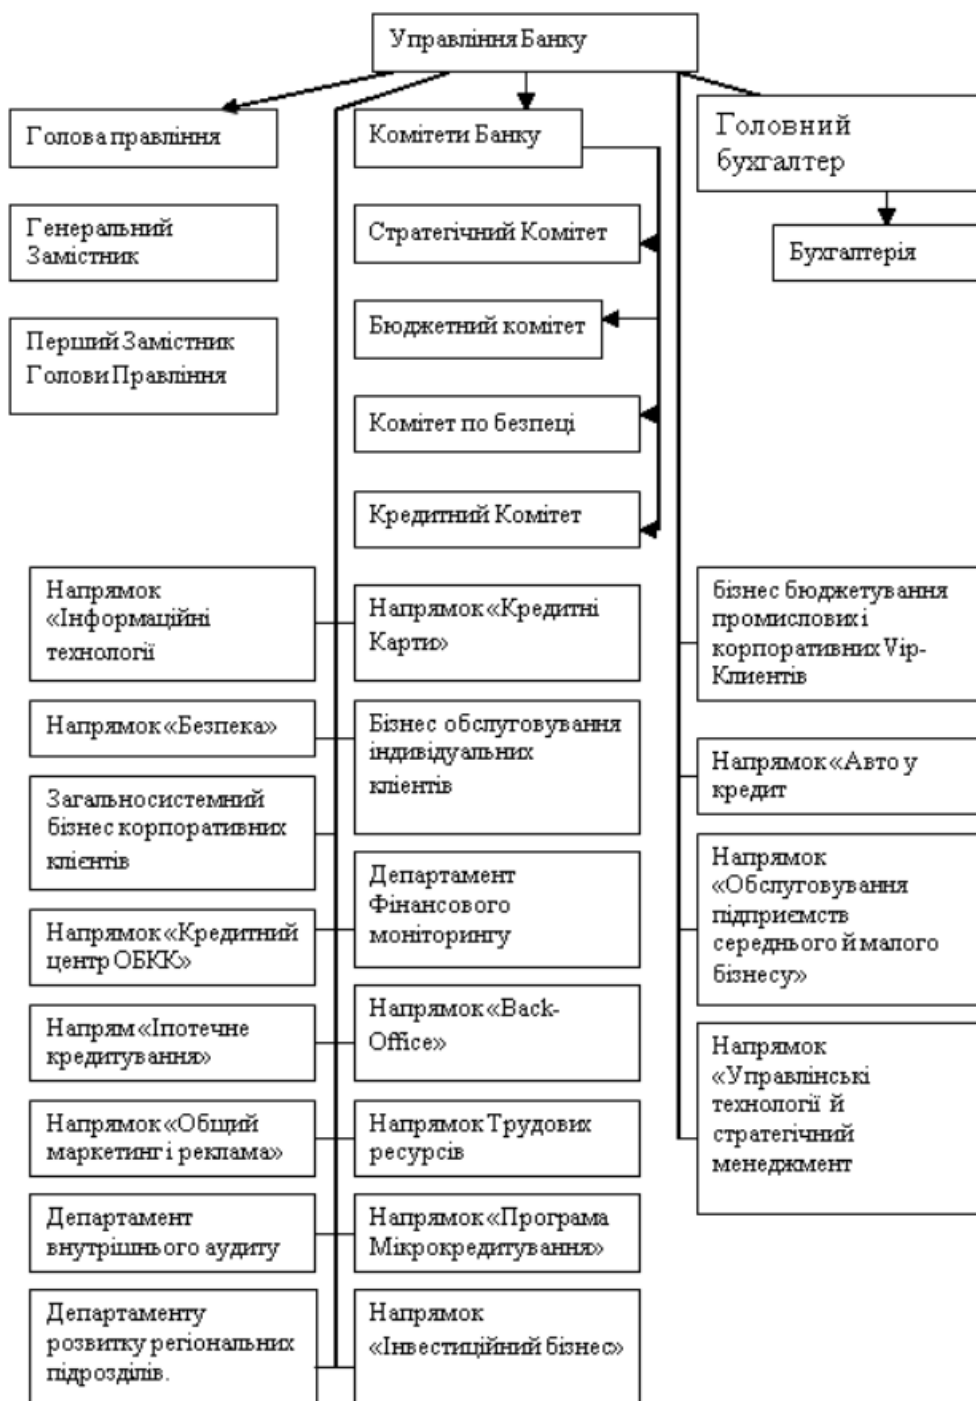 Управління Банку
Голова правління
Комітети Банку
Головний
бухгалтер
Генеральний
Замістник
Стратегічний Комітет
Бухгалтерія
Бюджетний комітет
Перший Замістник
Голови Правління
Комітет по безпеці
Кредитний Комітет
Напрямок
«Інформаційні
технології
Напрямок «Кредитні
Карти»
бізнес бюджетування
промислових і
корпоративних Vip-
Клиентів
Напрямок «Безпека»
Бізнес обслуговування
індивідуальних
кліентів
Напрямок «Авто у
кредит
Загальносистемний
бізнес корпоративних
клієнтів
Департамент
Фінансового
моніторингу
Напрямок
«Обслуговування
підприємств
середнього й малого
бізнесу»
Напрямок «Кредитний
центр ОБКК»
Напрям «Іпотечне
кредитування»
Напрямок «Back-
Office»
Напрямок
«Управлінські
технології й
стратегічний
менеджмент
Напрямок «Общий
маркетинг і реклама»
Напрямок Трудових
ресурсів
Департамент
внутрішнього аудиту
Напрямок «Програма
Мікрокредитування»
Департаменту
розвитку регіональних
підрозділів.
Напрямок
«Інвестиційний бізнес»